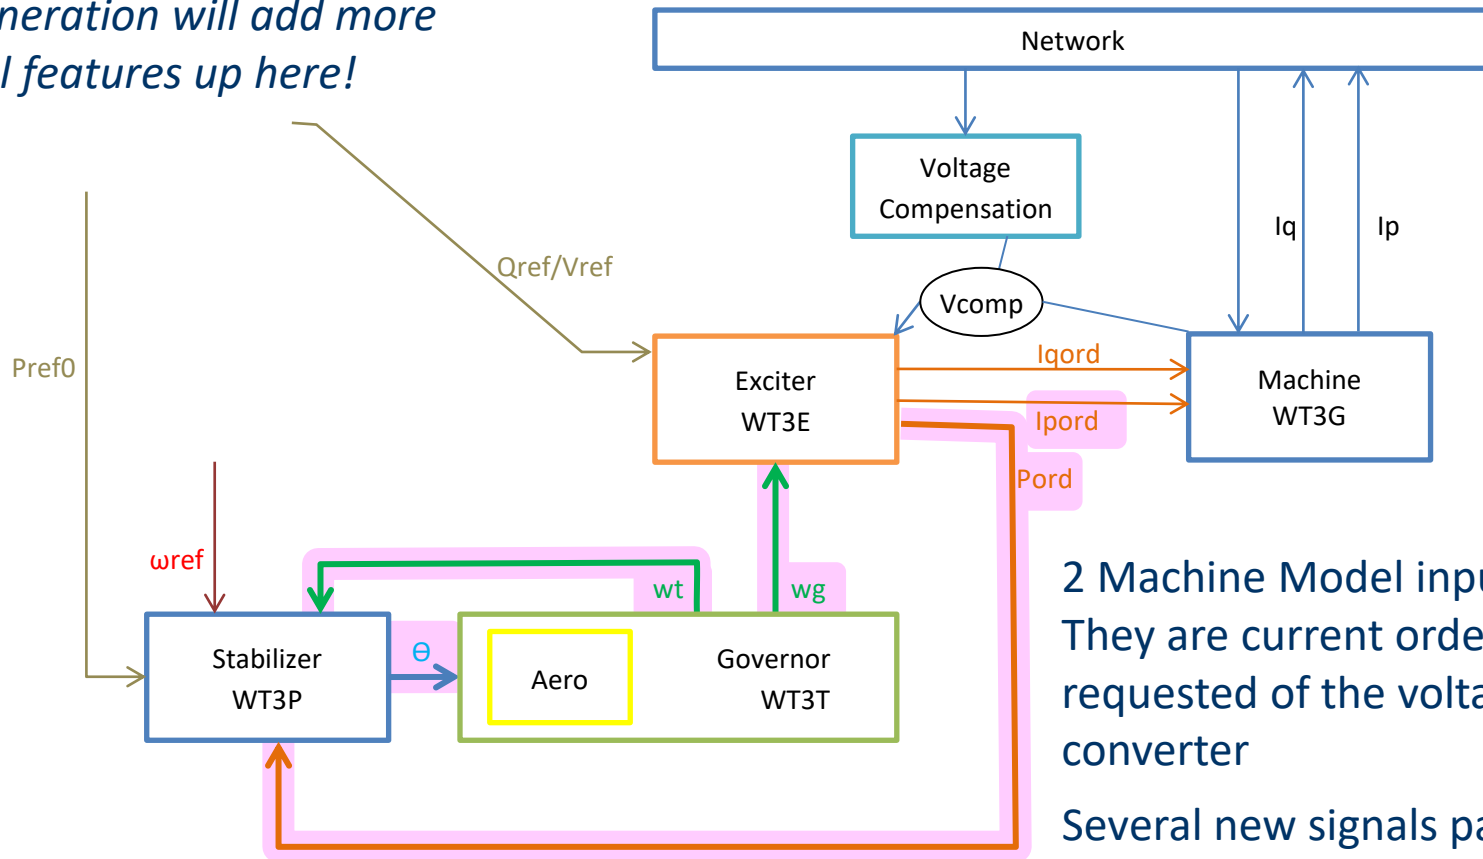 neration will add more
l features up here!
Network
Voltage
Compensation
Iq
Ip
Qref/Vref
Vcomp
Pref0
Iqord
Exciter
WT3E
Machine
WT3G
Ipord
Pord
ωref
wt
wg
Stabilizer
WT3P
Θ
Aero
Governor
WT3T
2 Machine Model inpu
They are current orde
requested of the volta
converter
Several new signals pa